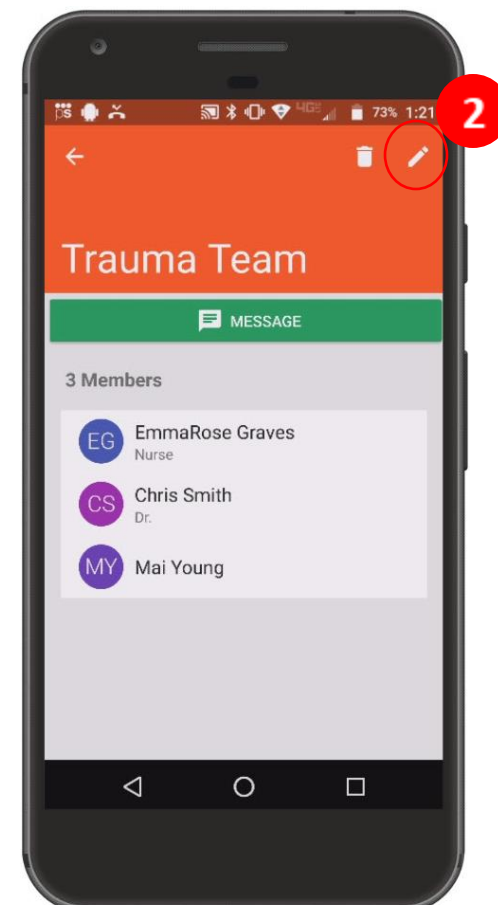 73% 1:21
2
Trauma Team
MESSAGE
3 Members
EG EmmaRose Graves
Nurse
CS Chris Smith
Dr.
MY Mai Young